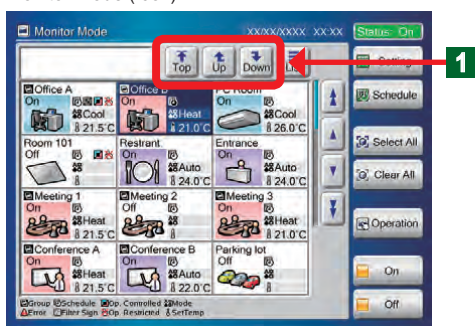 Monitor Mode
XX/XX/XXXX XX:XX
Status: On
Top
Up
Down
1
Schedule
Select All
Clear All
Operation
On
Off
Office A
On
Cool
21.5°C
Office B
On
Heat
21.0°C
PC Room
On
Cool
26.0°C
Room 101
Off
Restrant
On
Auto
24.0°C
Entrance
On
Auto
24.0°C
Meeting 1
On
Heat
21.5°C
Meeting 2
Off
Meeting 3
On
Heat
21.0°C
Conference A
On
Heat
21.5°C
Conference B
On
Auto
22.0°C
Parking lot
Off
Group Schedule Op. Controlled Mode
Error Filter Sign Op. Restricted SetTemp